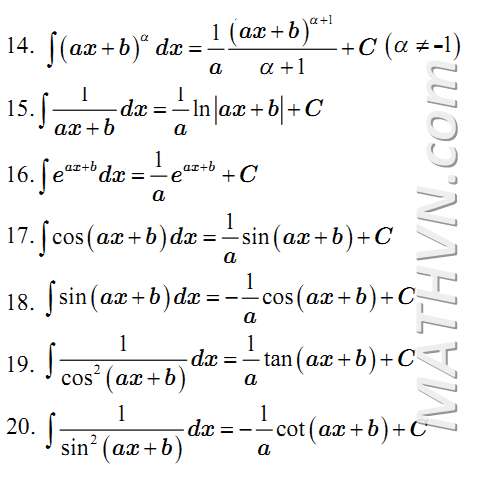 14. ∫(ax+b)^α dx = 1/a (ax+b)^(α+1)/(α+1) + C (α ≠ -1)
15. ∫ 1/(ax+b) dx = 1/a ln|ax+b| + C
16. ∫ e^(ax+b) dx = 1/a e^(ax+b) + C
17. ∫ cos(ax+b) dx = 1/a sin(ax+b) + C
18. ∫ sin(ax+b) dx = -1/a cos(ax+b) + C
19. ∫ 1/cos²(ax+b) dx = 1/a tan(ax+b) + C
20. ∫ 1/sin²(ax+b) dx = -1/a cot(ax+b) + C
MATHVN.com